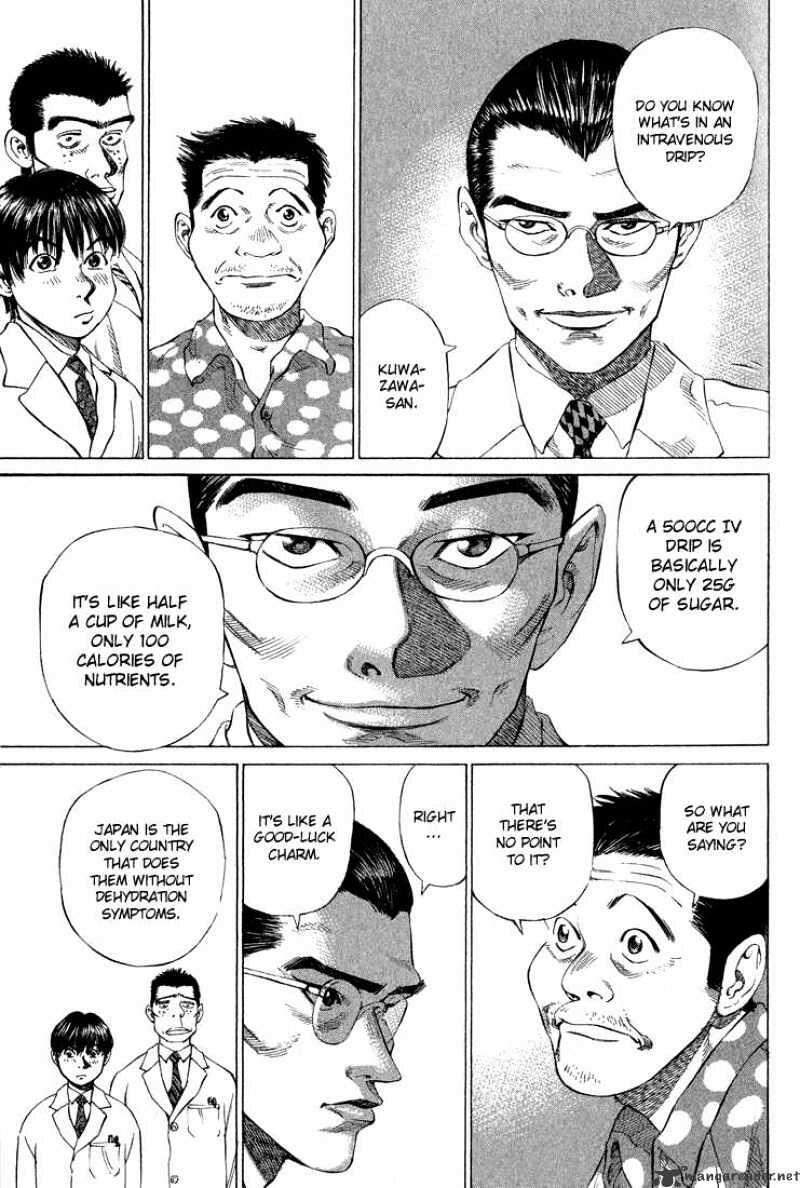 DO YOU KNOW
WHAT'S IN AN
INTRAVENOUS
DRIP?
KUWA-
ZAWA-
SAN.
A 500CC IV
DRIP IS
BASICALLY
ONLY 25G
OF SUGAR.
IT'S LIKE HALF
A CUP OF MILK,
ONLY 100
CALORIES OF
NUTRIENTS.
SO WHAT
ARE YOU
SAYING?
THAT
THERE'S
NO POINT
TO IT?
RIGHT
...
IT'S LIKE A
GOOD-LUCK
CHARM.
JAPAN IS THE
ONLY COUNTRY
THAT DOES
THEM WITHOUT
DEHYDRATION
SYMPTOMS.
mangareader.net